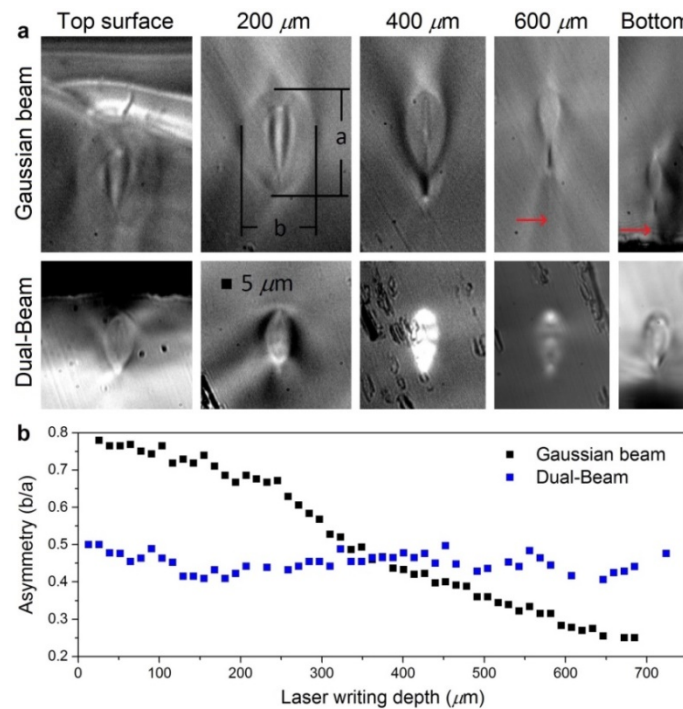 Top surface 200 μm 400 μm 600 μm Bottom
a
Gaussian beam
a
b
Dual-Beam
5 μm
b
Gaussian beam
Dual-Beam
Asymmetry (b/a)
0.8
0.7
0.6
0.5
0.4
0.3
0.2
0 100 200 300 400 500 600 700
Laser writing depth (μm)